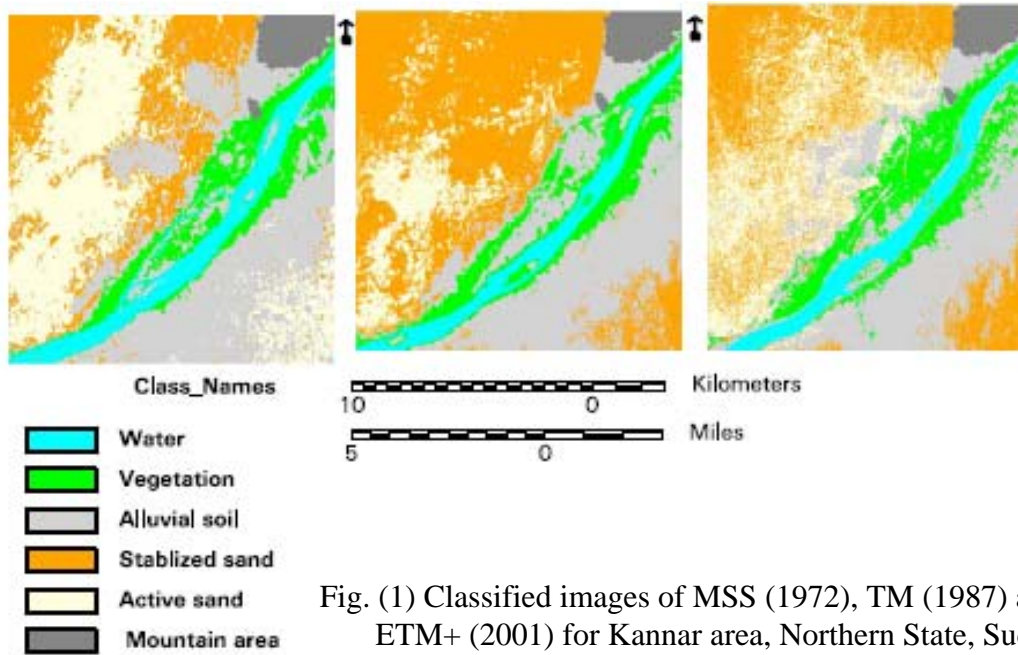 Class_Names
Kilometers
10 0
Miles
5 0
Water
Vegetation
Alluvial soil
Stablized sand
Active sand
Mountain area
Fig. (1) Classified images of MSS (1972), TM (1987) a
ETM+ (2001) for Kannar area, Northern State, Su